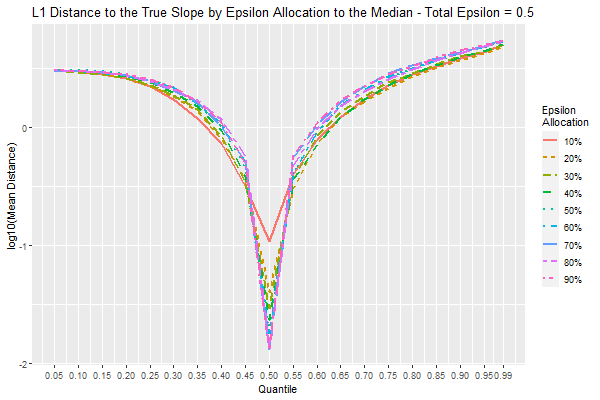 L1 Distance to the True Slope by Epsilon Allocation to the Median - Total Epsilon = 0.5
log10(Mean Distance)
0
-1
-2
0.05 0.10 0.15 0.20 0.25 0.30 0.35 0.40 0.45 0.50 0.55 0.60 0.65 0.70 0.75 0.80 0.85 0.90 0.95 0.99
Quantile
Epsilon
Allocation
10%
20%
30%
40%
50%
60%
70%
80%
90%